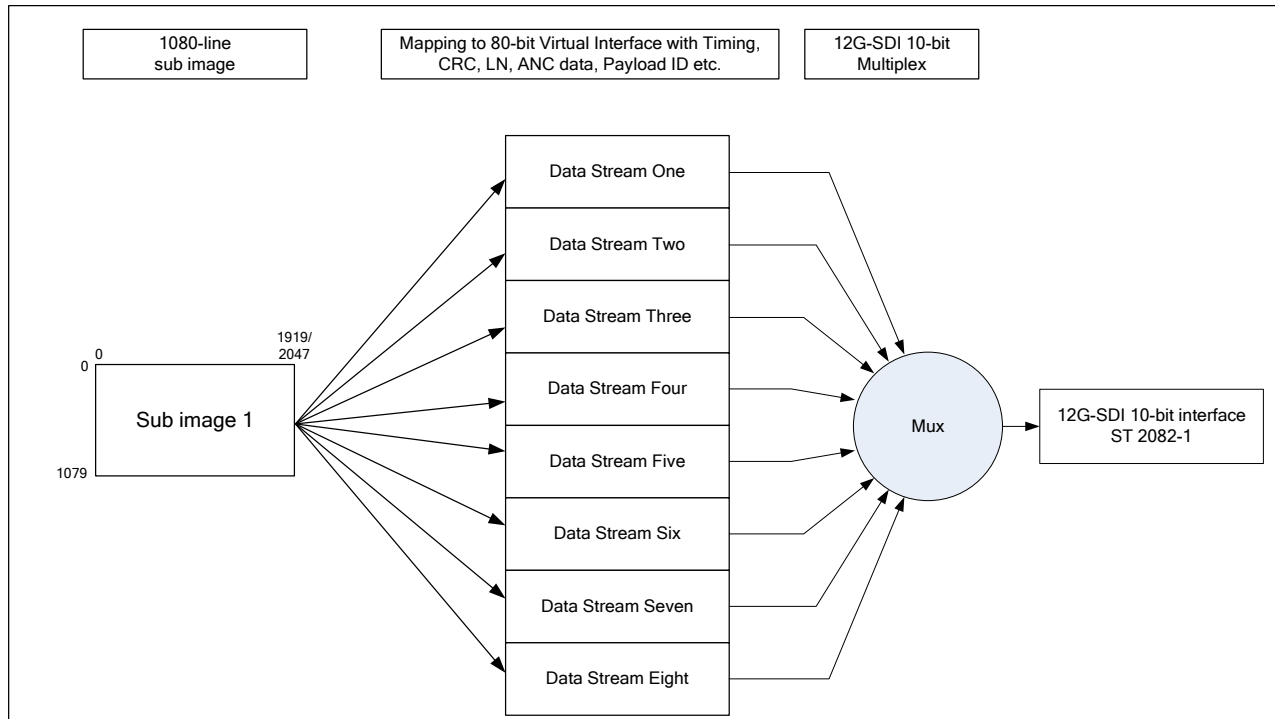 1080-line
sub image
Mapping to 80-bit Virtual Interface with Timing,
CRC, LN, ANC data, Payload ID etc.
12G-SDI 10-bit
Multiplex
Data Stream One
Data Stream Two
Data Stream Three
Data Stream Four
Data Stream Five
Data Stream Six
Data Stream Seven
Data Stream Eight
1919/
2047
0
0
Sub image 1
1079
Mux
12G-SDI 10-bit interface
ST 2082-1